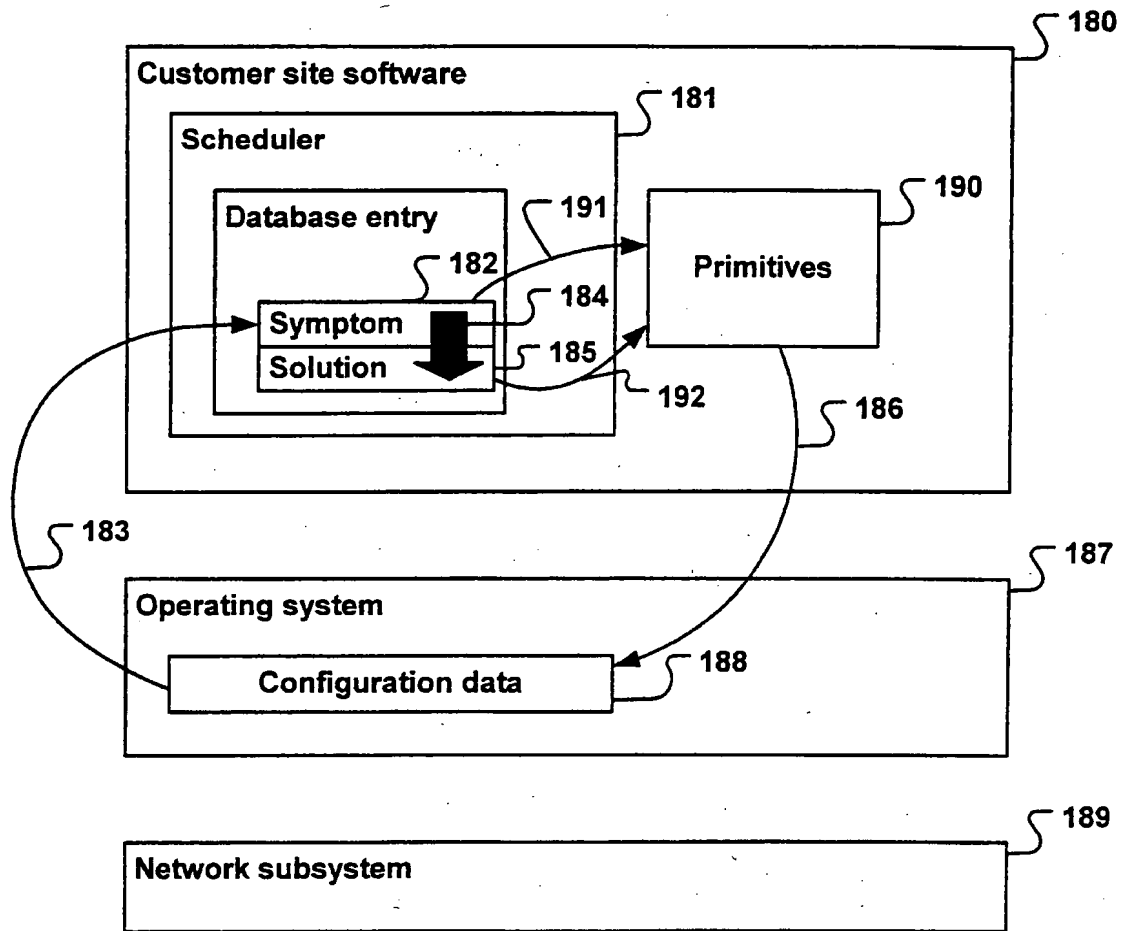 180
Customer site software
181
Scheduler
190
191
Database entry
Primitives
182
Symptom
184
Solution
185
192
186
183
187
Operating system
188
Configuration data
189
Network subsystem